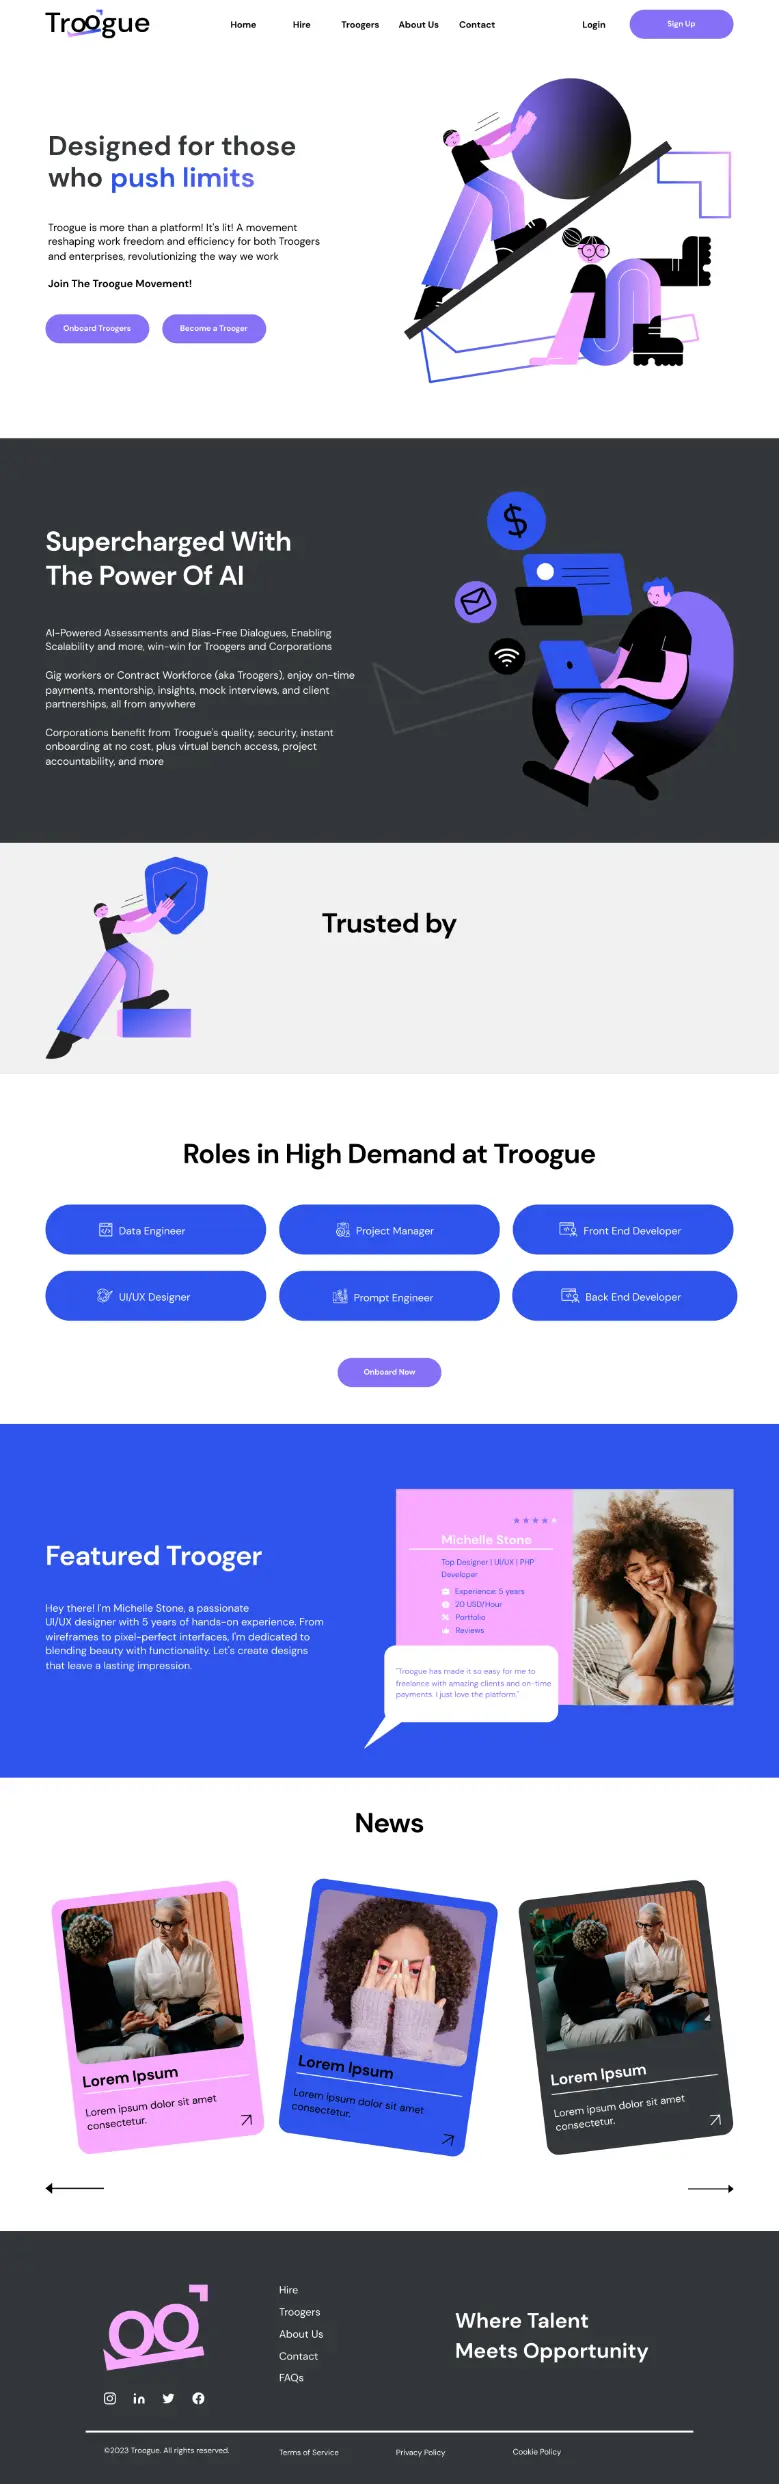 Troogue
Home Hire Troogers About Us Contact Login Sign Up
Designed for those
who push limits
Troogue is more than a platform! It's lit! A movement
reshaping work freedom and efficiency for both Troogers
and enterprises, revolutionizing the way we work
Join The Troogue Movement!
Onboard Troogers Become a Trooger
Supercharged With
The Power Of AI
AI-Powered Assessments and Bias-Free Dialogues, Enabling
Scalability and more, win-win for Troogers and Corporations
Gig workers or Contract Workforce (aka Troogers), enjoy on-time
payments, mentorship, insights, mock interviews, and client
partnerships, all from anywhere
Corporations benefit from Troogue's quality, security, instant
onboarding at no cost, plus virtual bench access, project
accountability, and more
$
Trusted by
Roles in High Demand at Troogue
Data Engineer
Project Manager
Front End Developer
UI/UX Designer
Prompt Engineer
Back End Developer
Onboard Now
Featured Trooger
Hey there! I'm Michelle Stone, a passionate
UI/UX designer with 5 years of hands-on experience. From
wireframes to pixel-perfect interfaces, I'm dedicated to
blending beauty with functionality. Let's create designs
that leave a lasting impression.
Michelle Stone
Top Designer | UI/UX | PHP
Developer
Experience: 5 years
20 USD/Hour
Portfolio
Reviews
"Troogue has made it so easy for me to
freelance with amazing clients and on-time
payments. I just love the platform."
News
Lorem Ipsum
Lorem ipsum dolor sit amet
consectetur.
Lorem Ipsum
Lorem ipsum dolor sit amet
consectetur.
Lorem Ipsum
Lorem ipsum dolor sit amet
consectetur.
Hire
Troogers
About Us
Contact
FAQs
Where Talent
Meets Opportunity
©2023 Troogue. All rights reserved. Terms of Service Privacy Policy Cookie Policy